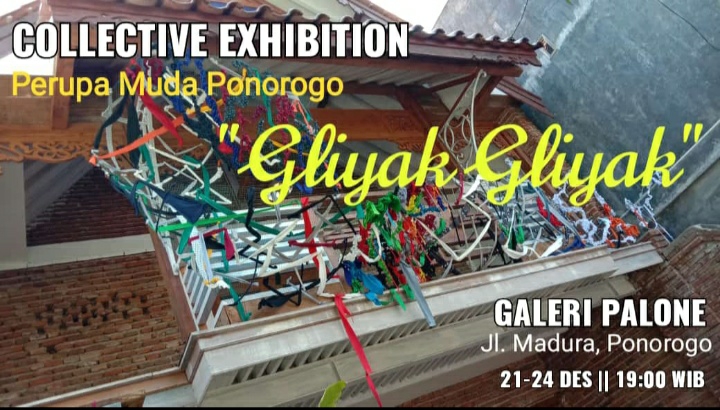 COLLECTIVE EXHIBITION
Perupa Muda Ponorogo
"Gliyak Gliyak"
GALERI PALONE
Jl. Madura, Ponorogo
21-24 DES || 19:00 WIB